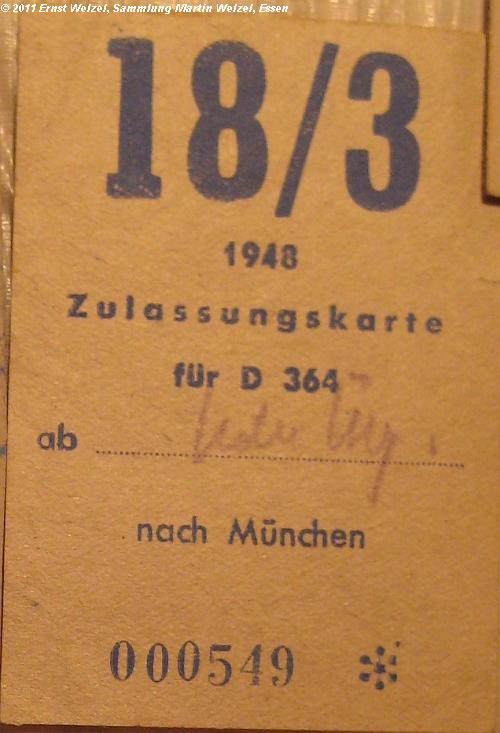 © 2011 Ernst Welzel, Sammlung Martin Welzel, Essen
18/3
1948
Zulassungskarte
für D 364
ab
nach München
000549 *